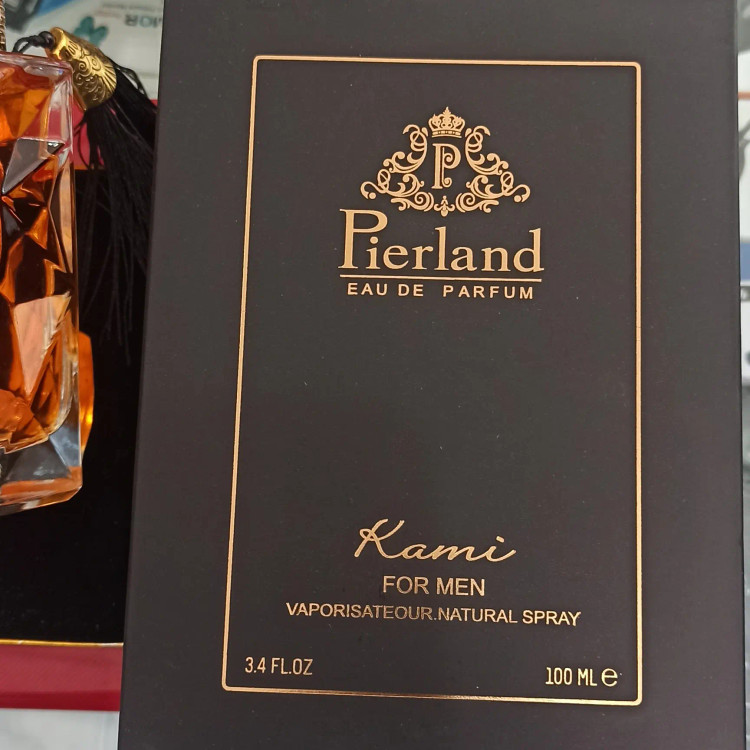 P
Pierland
EAU DE PARFUM
Kami
FOR MEN
VAPORISATEOUR.NATURAL SPRAY
3.4 FL.OZ
100 ML e